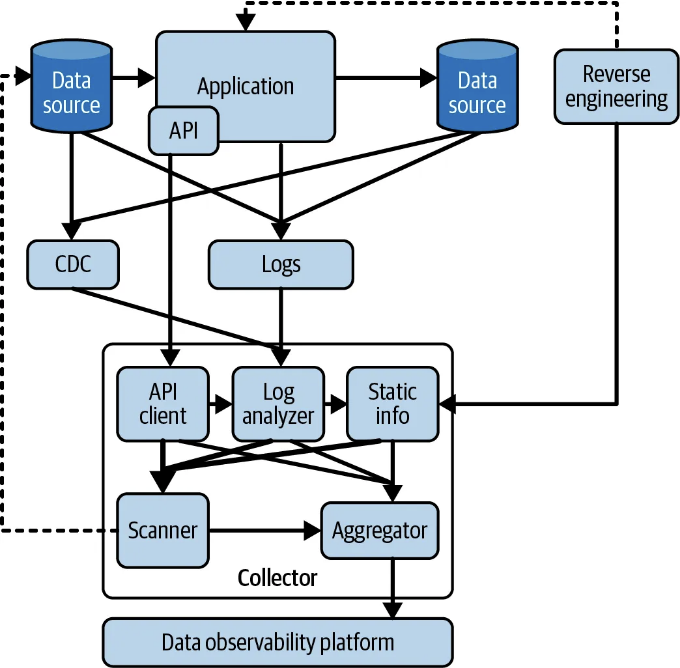 Data
source
Application
API
Data
source
Reverse
engineering
CDC
Logs
API
client
Log
analyzer
Static
info
Scanner
Aggregator
Collector
Data observability platform